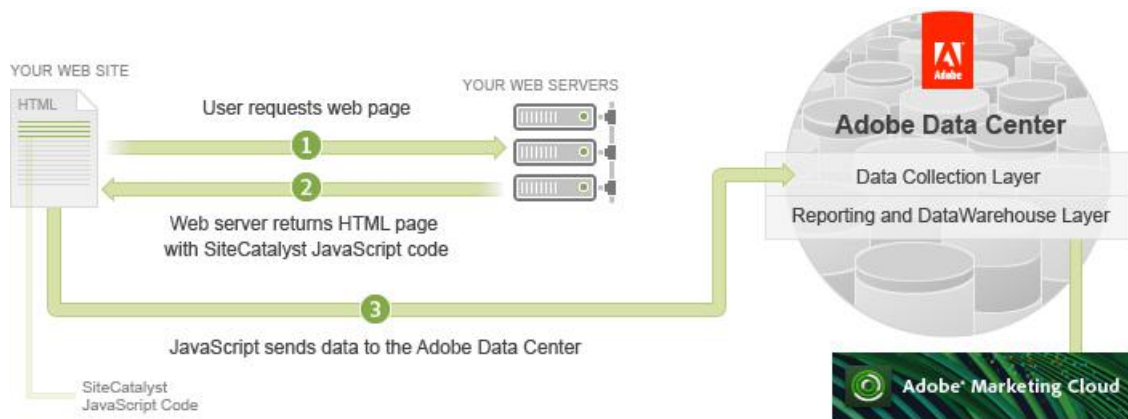 YOUR WEB SITE
HTML
User requests web page
1
2
Web server returns HTML page
with SiteCatalyst JavaScript code
YOUR WEB SERVERS
3
JavaScript sends data to the Adobe Data Center
SiteCatalyst
JavaScript Code
Adobe
Adobe Data Center
Data Collection Layer
Reporting and DataWarehouse Layer
Adobe® Marketing Cloud